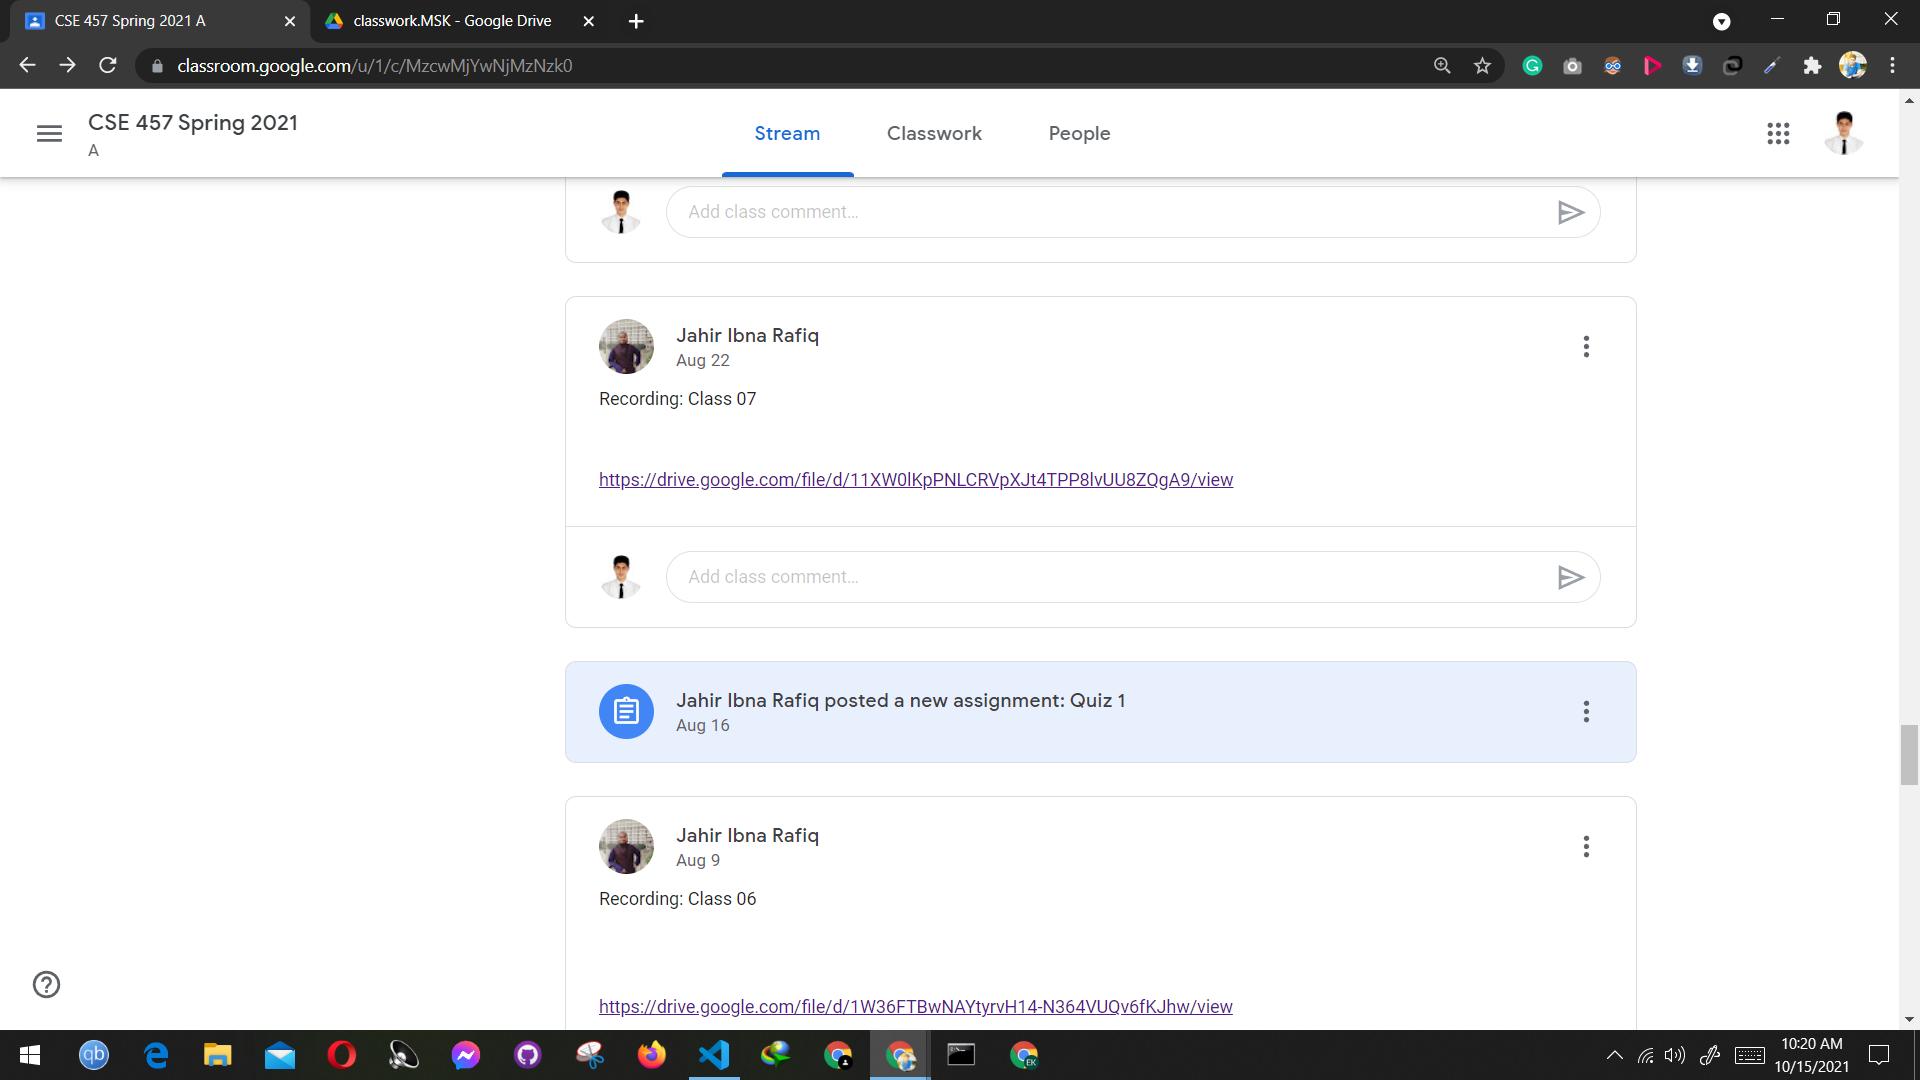 CSE 457 Spring 2021 A
classwork.MSK - Google Drive
classroom.google.com/u/1/c/MzcwMjYwNjMzNzk0
CSE 457 Spring 2021
A
Stream
Classwork
People
Add class comment...
Jahir Ibna Rafiq
Aug 22
Recording: Class 07
https://drive.google.com/file/d/11XW0lKpPNLCRVpXJt4TPP8lvUU8ZQgA9/view
Add class comment...
Jahir Ibna Rafiq posted a new assignment: Quiz 1
Aug 16
Jahir Ibna Rafiq
Aug 9
Recording: Class 06
https://drive.google.com/file/d/1W36FTBwNAYtyrvH14-N364VUQv6fKJhw/view
qb
EK
10:20 AM
10/15/2021